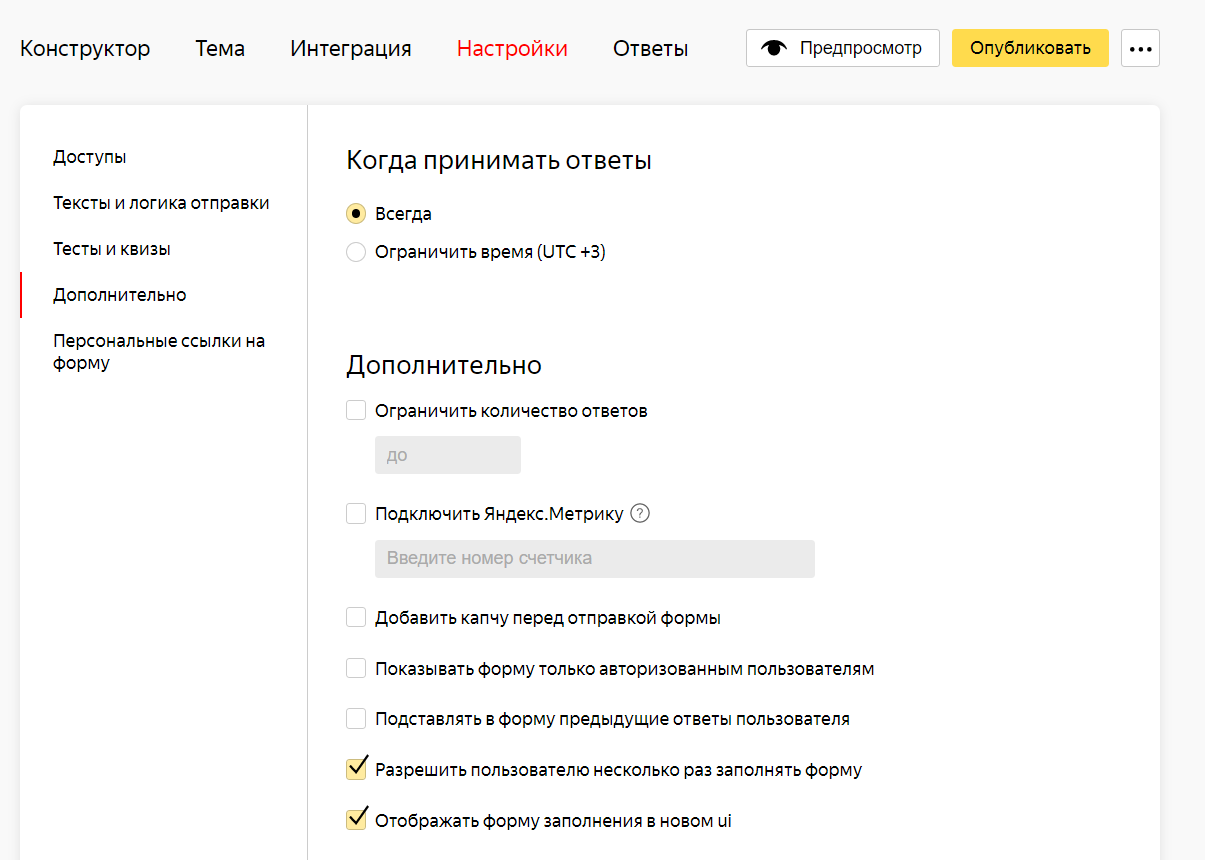 Конструктор Тема Интеграция Настройки Ответы Предпросмотр Опубликовать
Доступы
Тексты и логика отправки
Тесты и квизы
Дополнительно
Персональные ссылки на
форму
Когда принимать ответы
Всегда
Ограничить время (UTC +3)
Дополнительно
Ограничить количество ответов
до
Подключить Яндекс.Метрику ?
Введите номер счетчика
Добавить капчу перед отправкой формы
Показывать форму только авторизованным пользователям
Подставлять в форму предыдущие ответы пользователя
Разрешить пользователю несколько раз заполнять форму
Отображать форму заполнения в новом ui